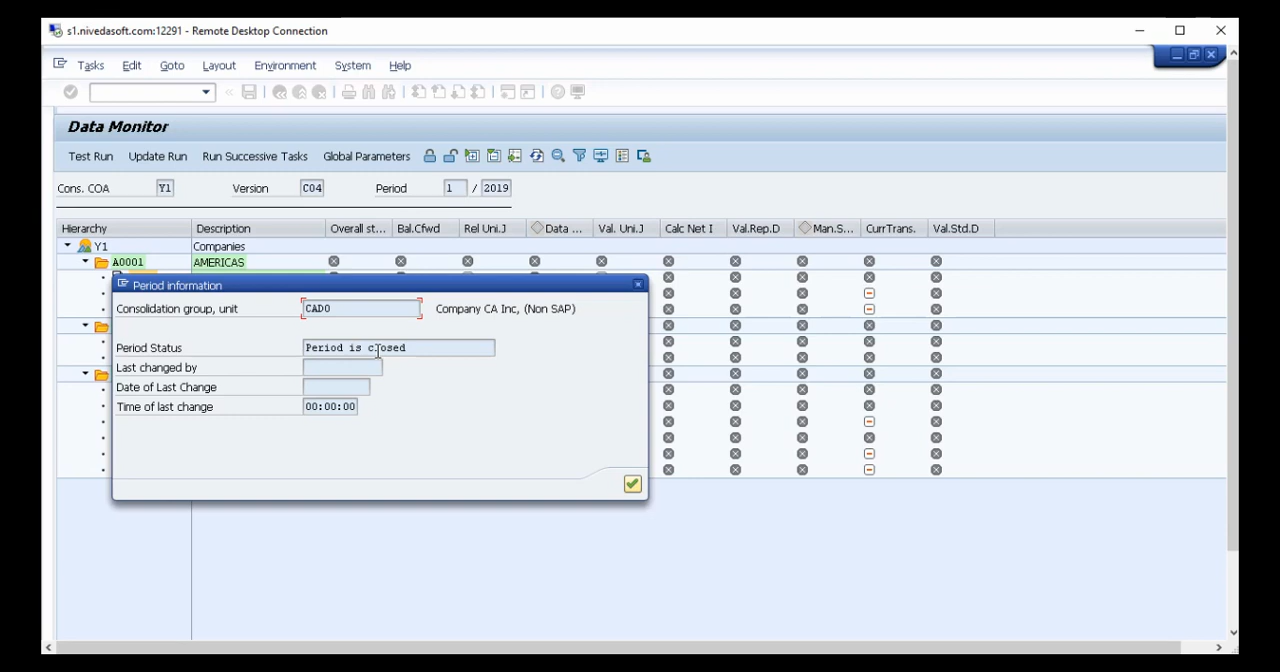 s1.nivedasoft.com:12291 - Remote Desktop Connection
Tasks Edit Goto Layout Environment System Help
Data Monitor
Test Run Update Run Run Successive Tasks Global Parameters
Cons. COA Y1 Version C04 Period 1 / 2019
Hierarchy Description Overall st... Bal.Cfwd Rel Uni.J Data ... Val. Uni.J Calc Net I Val.Rep.D Man.S... CurrTrans. Val.Std.D
Y1 Companies
A0001 AMERICAS
Period information
Consolidation group, unit CAD0 Company CA Inc, (Non SAP)
Period Status Period is closed
Last changed by
Date of Last Change
Time of last change 00:00:00